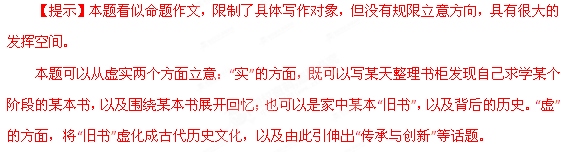 【提示】本题看似命题作文，限制了具体写作对象，但没有规限立意方向，具有很大的
发挥空间。
本题可以从虚实两个方面立意；“实”的方面，既可以写某天整理书柜发现自己求学某个
阶段的某本书，以及围绕某本书展开回忆；也可以是家中某本“旧书”，以及背后的历史。“虚”
的方面，将“旧书”虚化成古代历史文化，以及由此引伸出“传承与创新”等话题。